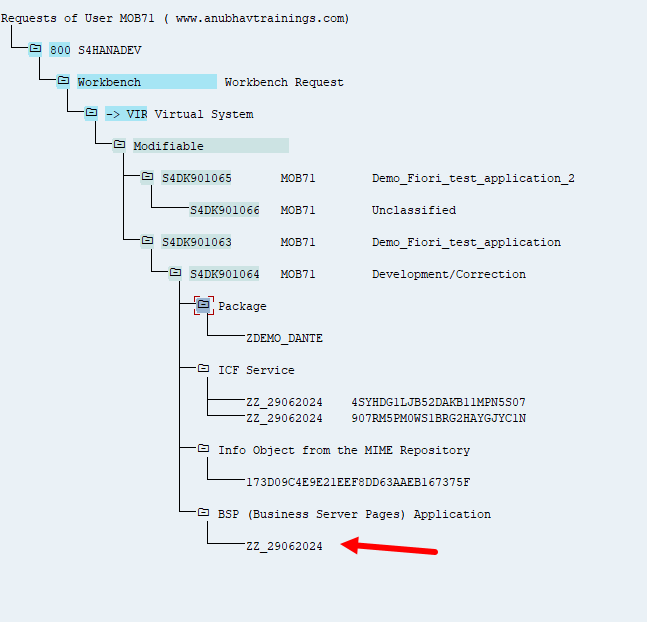 Requests of User MOB71 ( www.anubhavtrainings.com)
800 S4HANADEV
Workbench Workbench Request
-> VIR Virtual System
Modifiable
S4DK901065 MOB71 Demo_Fiori_test_application_2
S4DK901066 MOB71 Unclassified
S4DK901063 MOB71 Demo_Fiori_test_application
S4DK901064 MOB71 Development/Correction
Package
ZDEMO_DANTE
ICF Service
ZZ_29062024 4SYHDG1LJB52DAKB11MPN5S07
ZZ_29062024 907RM5PM0WS1BRG2HAYGJYC1N
Info Object from the MIME Repository
173D09C4E9E21EEF8DD63AAEB167375F
BSP (Business Server Pages) Application
ZZ_29062024